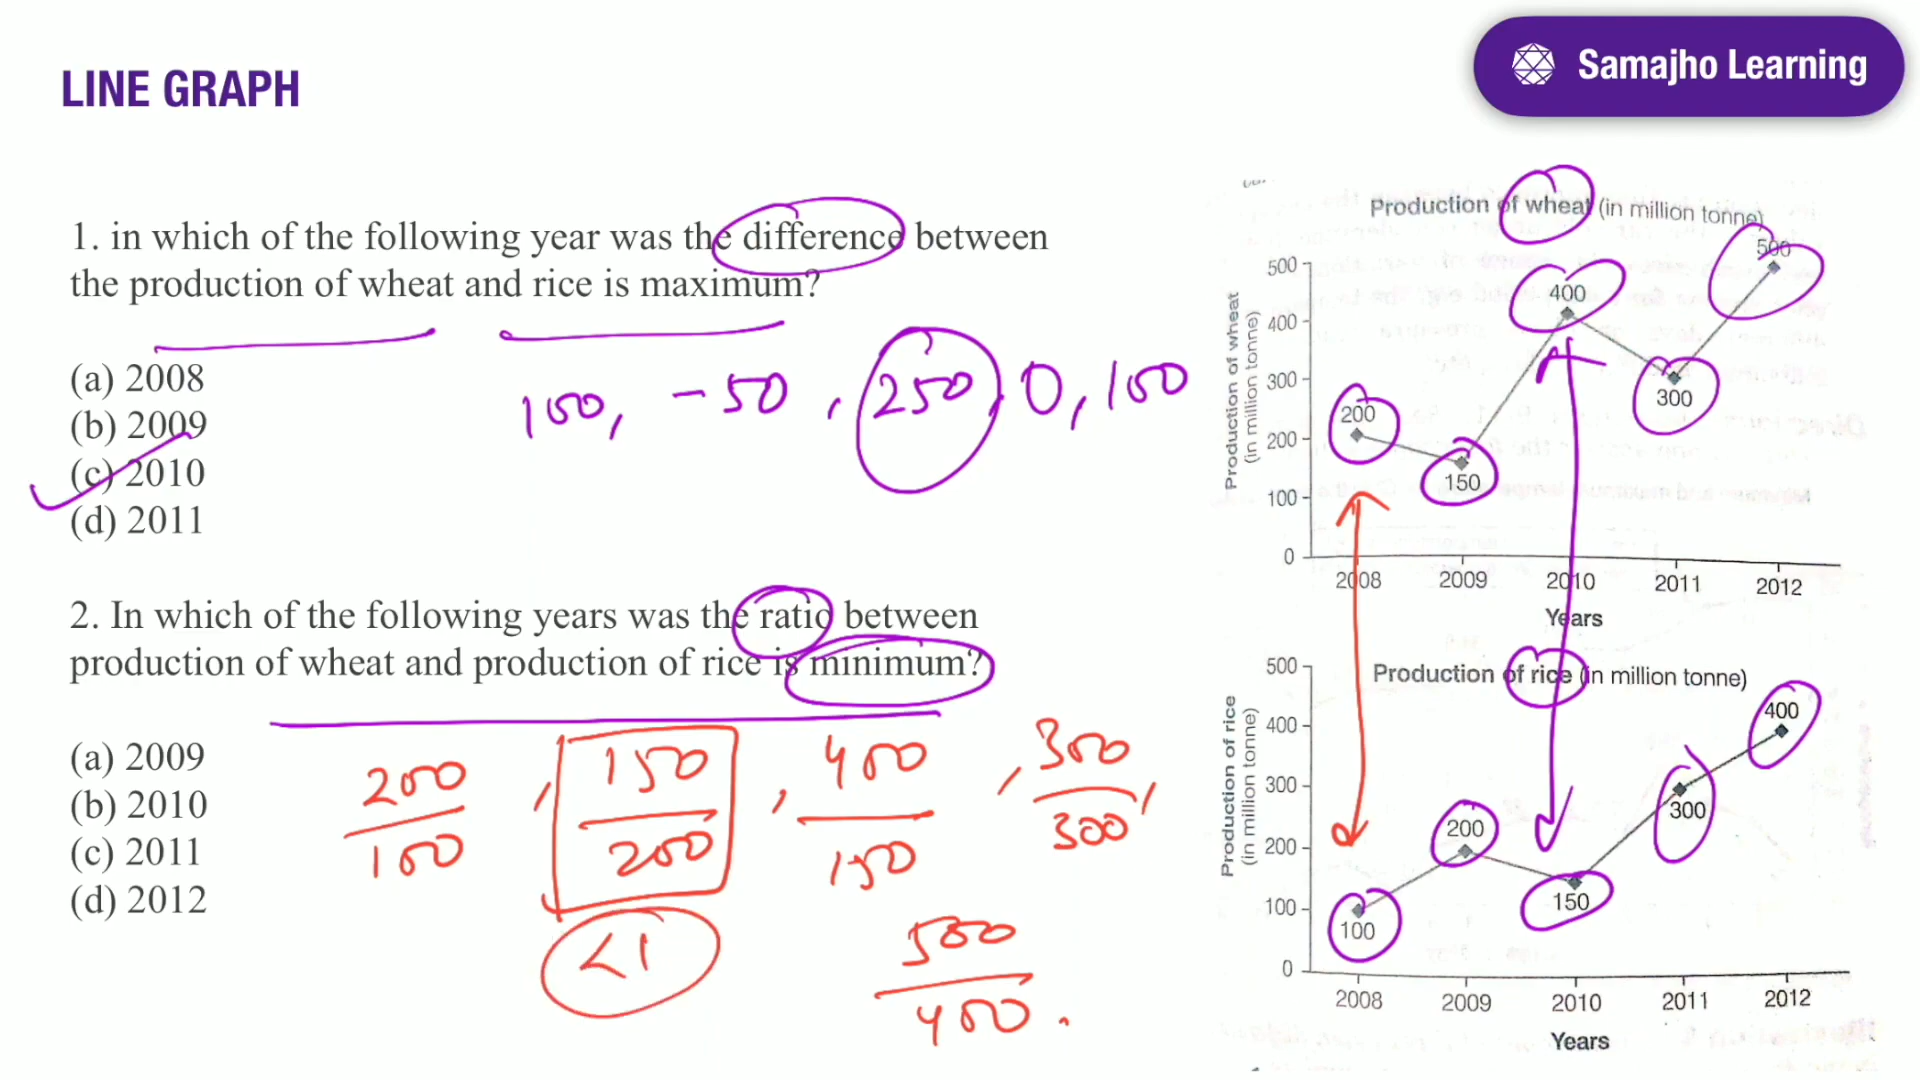 LINE GRAPH
Samajho Learning
1. in which of the following year was the difference between
the production of wheat and rice is maximum?
(a) 2008
(b) 2009
(c) 2010
(d) 2011
100, -50, 250, 0, 100
2. In which of the following years was the ratio between
production of wheat and production of rice is minimum?
(a) 2009
(b) 2010
(c) 2011
(d) 2012
200 , 150 , 400 , 300 ,
100 200 150 300
<1
500
400 .
Production of wheat (in million tonne)
Production of wheat
(in million tonne)
500
400
300
200
100
0
200
150
400
300
500
2008 2009 2010 2011 2012
Years
Production of rice (in million tonne)
Production of rice
(in million tonne)
500
400
300
200
100
0
100
200
150
300
400
2008 2009 2010 2011 2012
Years